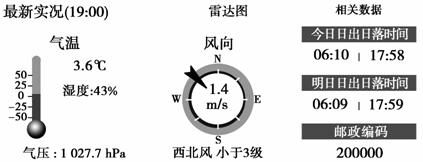 最新实况(19:00)
气温
3.6℃
湿度:43%
50
25
0
-25
-50
气压:1 027.7 hPa
雷达图
风向
N
W
E
S
1.4
m/s
西北风 小于3级
相关数据
今日日出日落时间
06:10 | 17:58
明日日出日落时间
06:09 | 17:59
邮政编码
200000